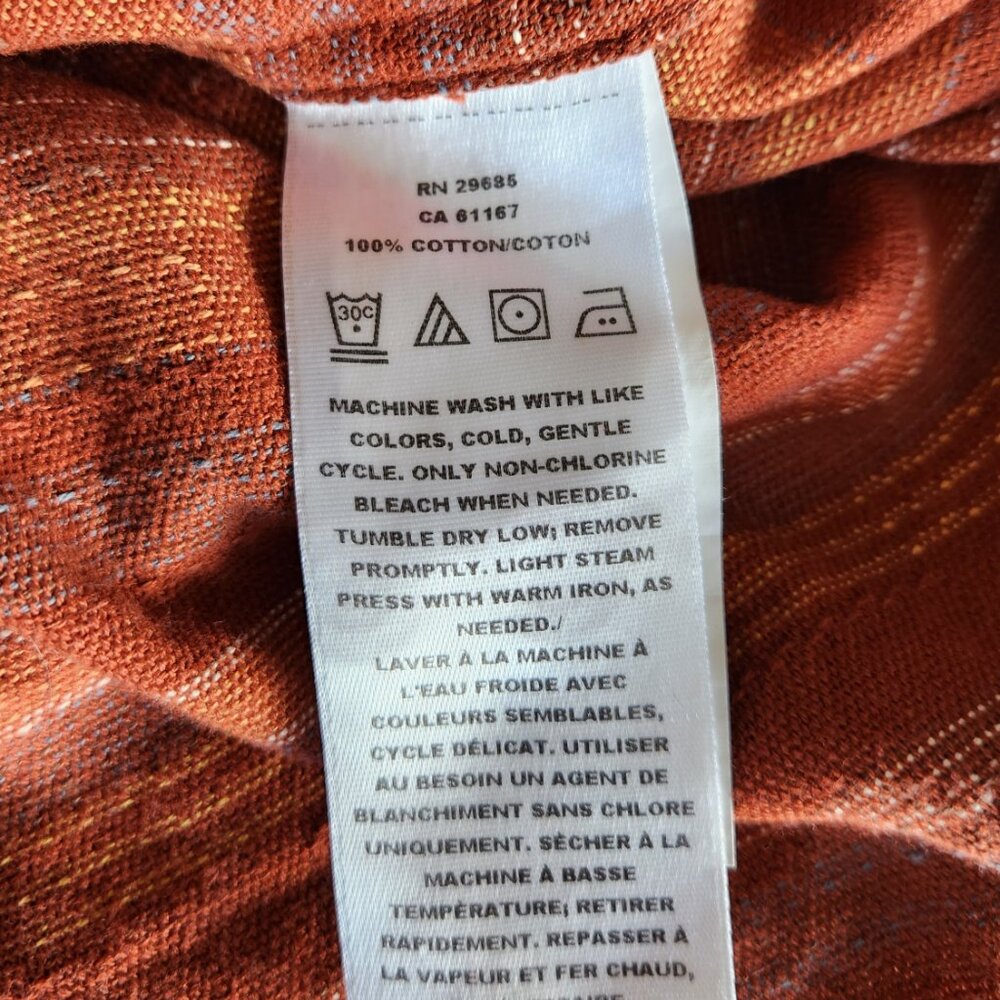 RN 29685
CA 61167
100% COTTON/COTON
30C
MACHINE WASH WITH LIKE
COLORS, COLD, GENTLE
CYCLE. ONLY NON-CHLORINE
BLEACH WHEN NEEDED.
TUMBLE DRY LOW; REMOVE
PROMPTLY. LIGHT STEAM
PRESS WITH WARM IRON, AS
NEEDED./
LAVER À LA MACHINE À
L'EAU FROIDE AVEC
COULEURS SEMBLABLES,
CYCLE DÉLICAT. UTILISER
AU BESOIN UN AGENT DE
BLANCHIMENT SANS CHLORE
UNIQUEMENT. SÉCHER À LA
MACHINE À BASSE
TEMPÉRATURE; RETIRER
RAPIDEMENT. REPASSER À
LA VAPEUR ET FER CHAUD,